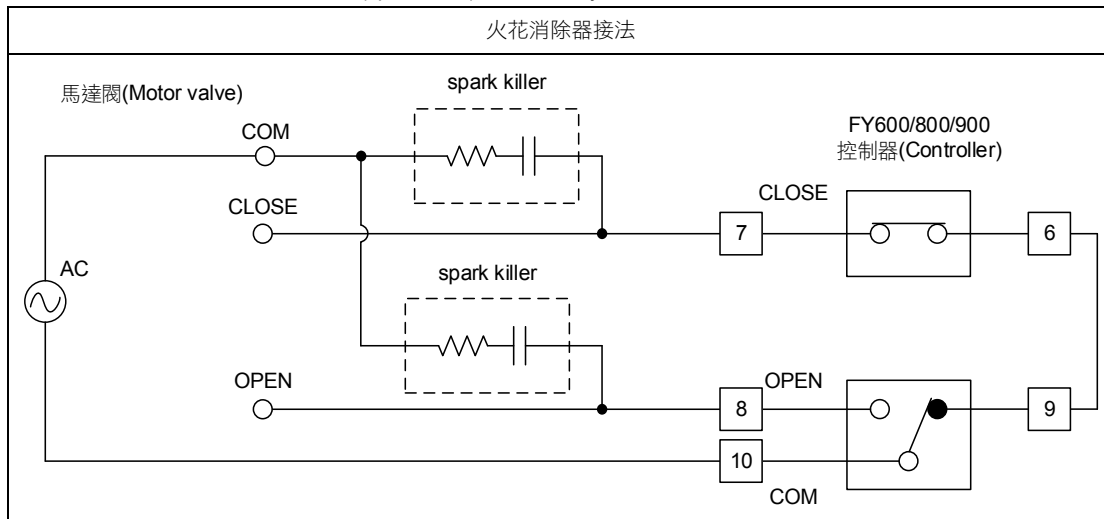 火花消除器接法
馬達閥(Motor valve)
spark killer
COM
FY600/800/900
控制器(Controller)
CLOSE
CLOSE
7
6
AC
spark killer
OPEN
OPEN
8
9
10
COM